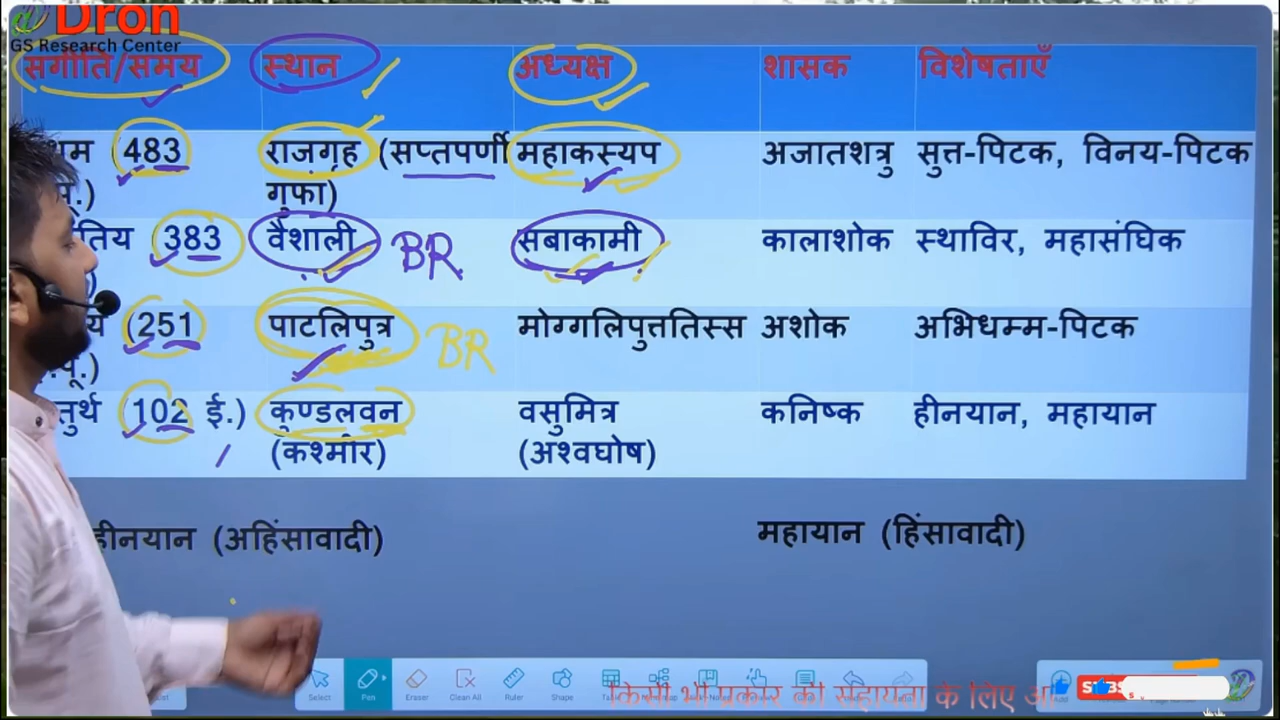 Dron
GS Research Center
संगीति/समय स्थान अध्यक्ष शासक विशेषताएँ
(483 राजगृह (सप्तपर्णी महाकस्यप अजातशत्रु सुत्त-पिटक, विनय-पिटक
गुफा)
383 वैशाली BR सबाकामी कालाशोक स्थाविर, महासंघिक
(251 पाटलिपुत्र BR मोग्गलिपुत्ततिस्स अशोक अभिधम्म-पिटक
(102 ई.) कुण्डलवन वसुमित्र कनिष्क हीनयान, महायान
(कश्मीर) (अश्वघोष)
हीनयान (अहिंसावादी) महायान (हिंसावादी)
Select Pen Eraser Clean All Ruler Shape
किसी भी प्रकार की सहायता के लिए